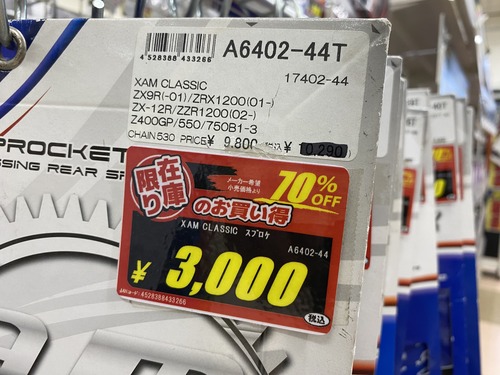 4528388433266
A6402-44T
XAM CLASSIC
17402-44
ZX9R(-01)/ZRX1200(01-)
ZX-12R/ZZR1200(02-)
Z400GP/550/750B1-3
CHAIN 530 PRICE¥ 9,800 税込¥ 10,290
PROCKET
SSING REAR SP
在庫限り
のお買い得
メーカー希望
小売価格より
70%
OFF
XAM CLASSIC スプロケ
A6402-44
¥ 3,000
4528388433266
税込